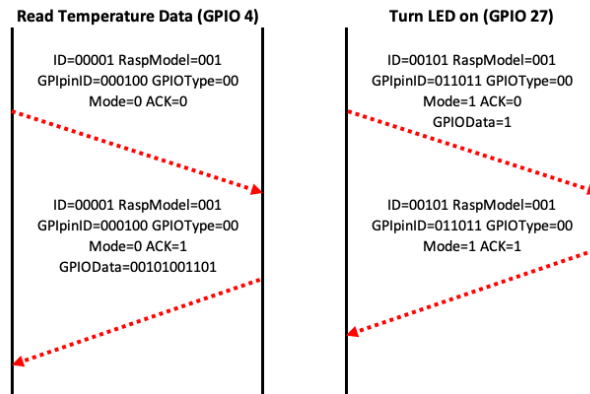 Read Temperature Data (GPIO 4)
ID=00001 RaspModel=001
GPIpinID=000100 GPIOType=00
Mode=0 ACK=0
ID=00001 RaspModel=001
GPIpinID=000100 GPIOType=00
Mode=0 ACK=1
GPIOData=00101001101
Turn LED on (GPIO 27)
ID=00101 RaspModel=001
GPIpinID=011011 GPIOType=00
Mode=1 ACK=0
GPIOData=1
ID=00101 RaspModel=001
GPIpinID=011011 GPIOType=00
Mode=1 ACK=1